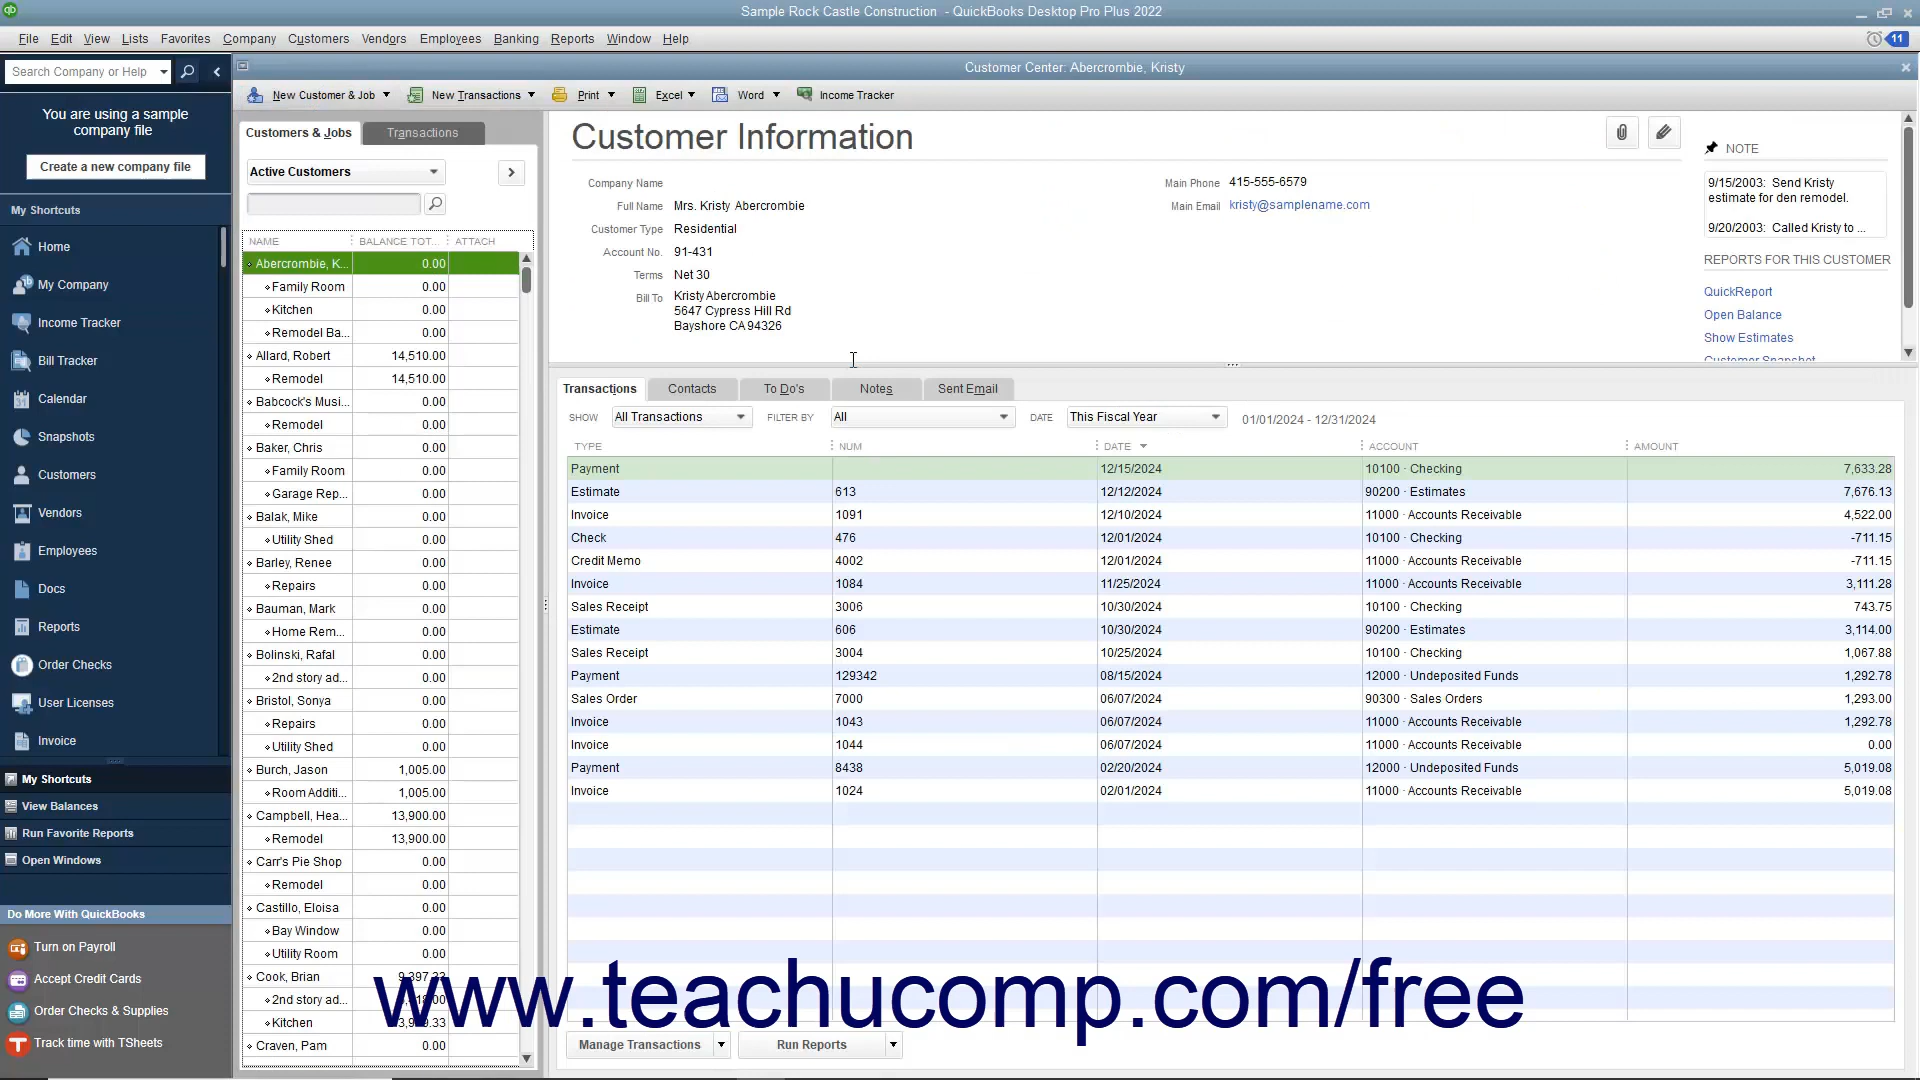 Sample Rock Castle Construction - QuickBooks Desktop Pro Plus 2022
File Edit View Lists Favorites Company Customers Vendors Employees Banking Reports Window Help
11
Search Company or Help
Customer Center: Abercrombie, Kristy
New Customer & Job New Transactions Print Excel Word Income Tracker
You are using a sample
company file
Create a new company file
My Shortcuts
Home
My Company
Income Tracker
Bill Tracker
Calendar
Snapshots
Customers
Vendors
Employees
Docs
Reports
Order Checks
User Licenses
Invoice
My Shortcuts
View Balances
Run Favorite Reports
Open Windows
Do More With QuickBooks
Turn on Payroll
Accept Credit Cards
Order Checks & Supplies
Track time with TSheets
Customers & Jobs Transactions
Active Customers
NAME BALANCE TOT... ATTACH
Abercrombie, K... 0.00
Family Room 0.00
Kitchen 0.00
Remodel Ba... 0.00
Allard, Robert 14,510.00
Remodel 14,510.00
Babcock's Musi... 0.00
Remodel 0.00
Baker, Chris 0.00
Family Room 0.00
Garage Rep... 0.00
Balak, Mike 0.00
Utility Shed 0.00
Barley, Renee 0.00
Repairs 0.00
Bauman, Mark 0.00
Home Rem... 0.00
Bolinski, Rafal 0.00
2nd story ad... 0.00
Bristol, Sonya 0.00
Repairs 0.00
Utility Shed 0.00
Burch, Jason 1,005.00
Room Additi... 1,005.00
Campbell, Hea... 13,900.00
Remodel 13,900.00
Carr's Pie Shop 0.00
Remodel 0.00
Castillo, Eloisa 0.00
Bay Window 0.00
Utility Room 0.00
Cook, Brian
2nd story ad...
Kitchen
Craven, Pam 0.00
Customer Information
Company Name
Full Name Mrs. Kristy Abercrombie
Customer Type Residential
Account No. 91-431
Terms Net 30
Bill To Kristy Abercrombie
5647 Cypress Hill Rd
Bayshore CA 94326
Main Phone 415-555-6579
Main Email kristy@samplename.com
NOTE
9/15/2003: Send Kristy
estimate for den remodel.
9/20/2003: Called Kristy to ...
REPORTS FOR THIS CUSTOMER
QuickReport
Open Balance
Show Estimates
Customer Snapshot
Transactions Contacts To Do's Notes Sent Email
SHOW All Transactions FILTER BY All DATE This Fiscal Year 01/01/2024 - 12/31/2024
TYPE NUM DATE ACCOUNT AMOUNT
Payment 12/15/2024 10100 · Checking 7,633.28
Estimate 613 12/12/2024 90200 · Estimates 7,676.13
Invoice 1091 12/10/2024 11000 · Accounts Receivable 4,522.00
Check 476 12/01/2024 10100 · Checking -711.15
Credit Memo 4002 12/01/2024 11000 · Accounts Receivable -711.15
Invoice 1084 11/25/2024 11000 · Accounts Receivable 3,111.28
Sales Receipt 3006 10/30/2024 10100 · Checking 743.75
Estimate 606 10/30/2024 90200 · Estimates 3,114.00
Sales Receipt 3004 10/25/2024 10100 · Checking 1,067.88
Payment 129342 08/15/2024 12000 · Undeposited Funds 1,292.78
Sales Order 7000 06/07/2024 90300 · Sales Orders 1,293.00
Invoice 1043 06/07/2024 11000 · Accounts Receivable 1,292.78
Invoice 1044 06/07/2024 11000 · Accounts Receivable 0.00
Payment 8438 02/20/2024 12000 · Undeposited Funds 5,019.08
Invoice 1024 02/01/2024 11000 · Accounts Receivable 5,019.08
www.teachucomp.com/free
Manage Transactions Run Reports